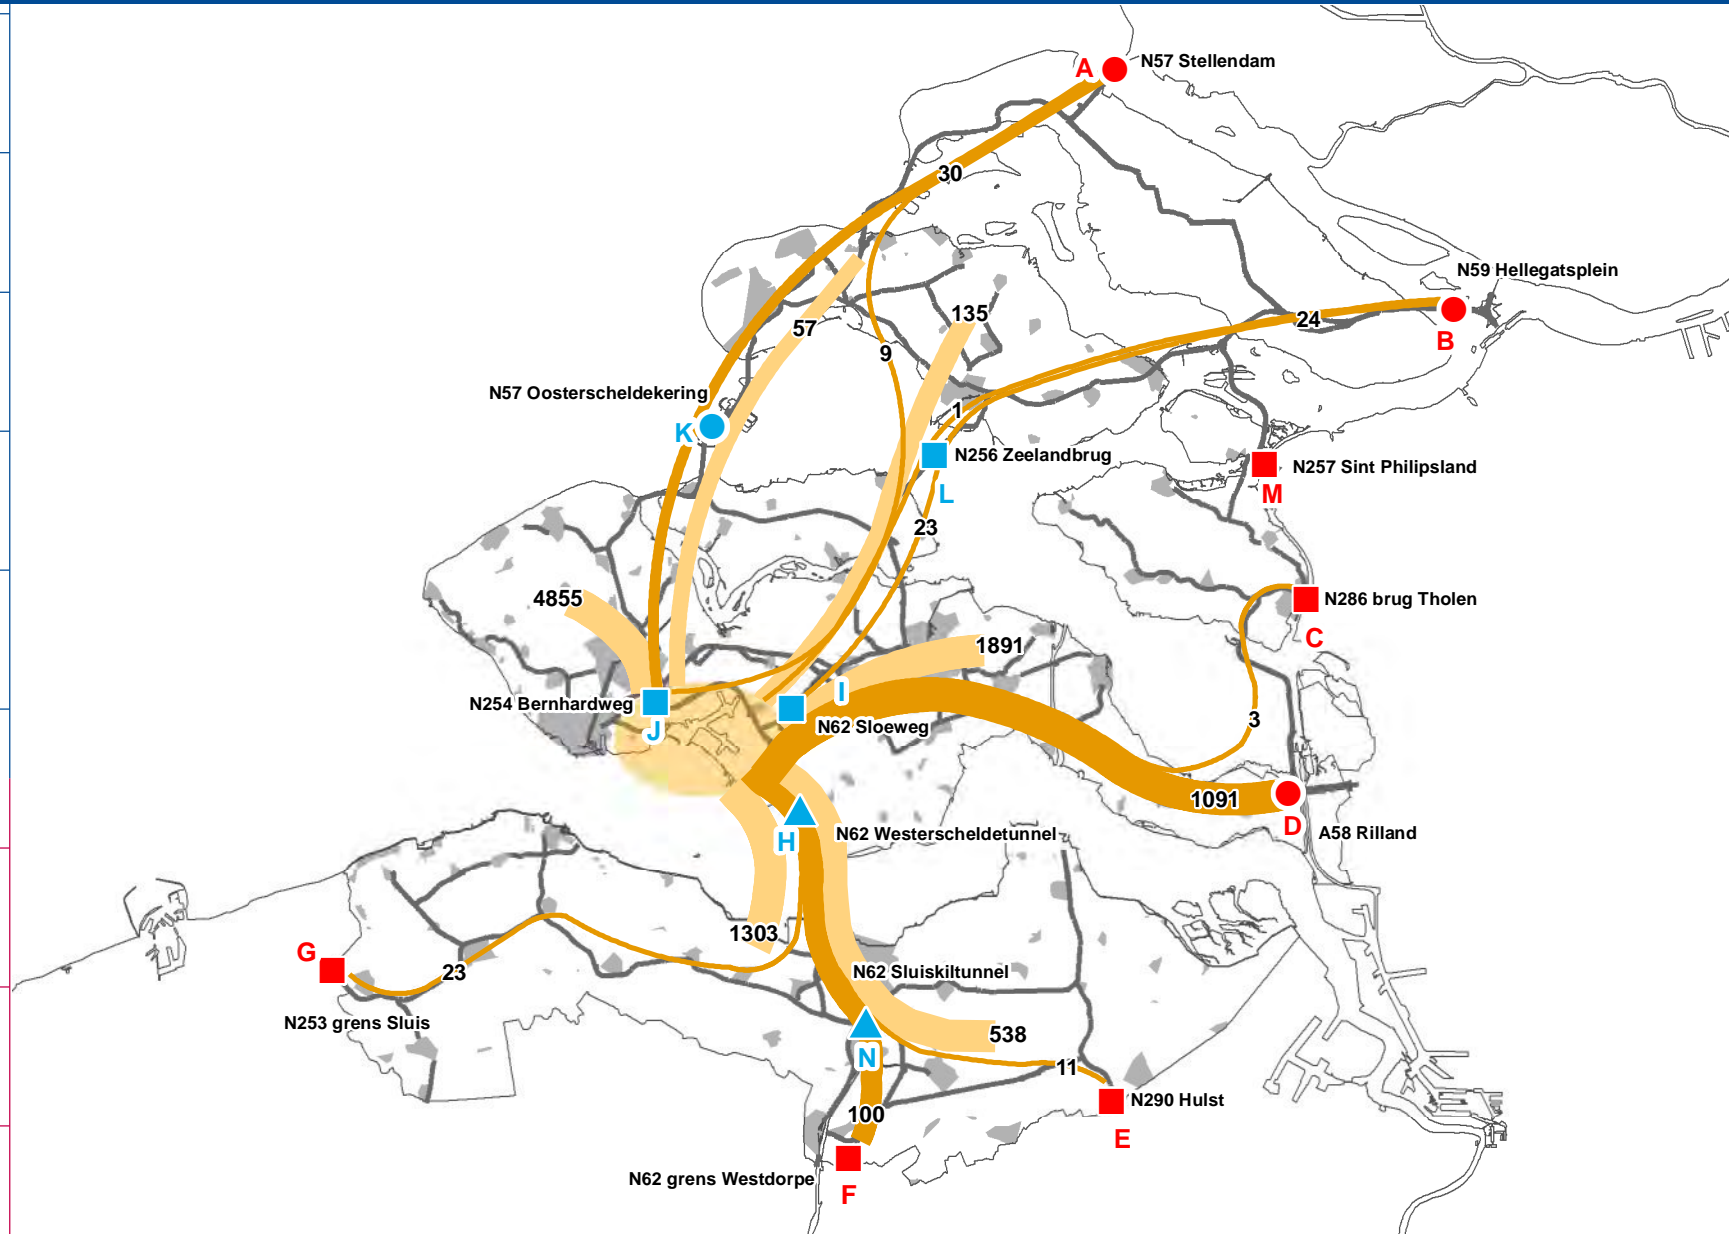 A
N57 Stellendam
30
N59 Hellegatsplein
135
24
57
B
9
N57 Oosterscheldekering
1
K
N256 Zeelandbrug
N257 Sint Philipsland
L
M
23
4855
N286 brug Tholen
C
1891
I
N254 Bernhardweg
J
N62 Sloeweg
3
1091
D
A58 Rilland
N62 Westerscheldetunnel
H
1303
G
23
N62 Sluiskiltunnel
N253 grens Sluis
538
N
11
100
N290 Hulst
E
N62 grens Westdorpe
F